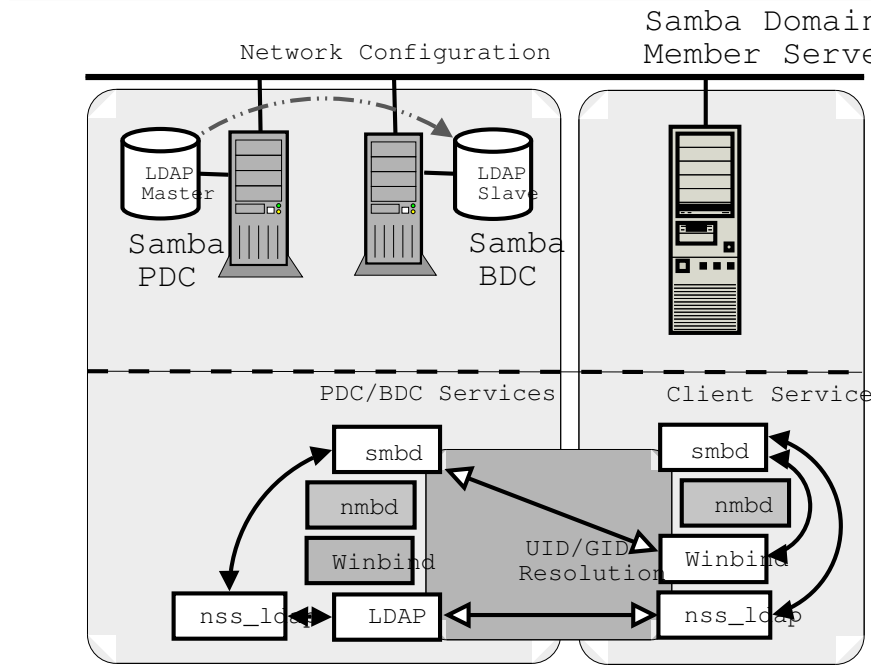 Samba Domain
Network Configuration
Member Serve
LDAP
Master
LDAP
Slave
Samba
PDC
Samba
BDC
PDC/BDC Services
Client Service
smbd
smbd
nmbd
nmbd
UID/GID
Resolution
Winbind
Winbind
nss_ldap
LDAP
nss_ldap